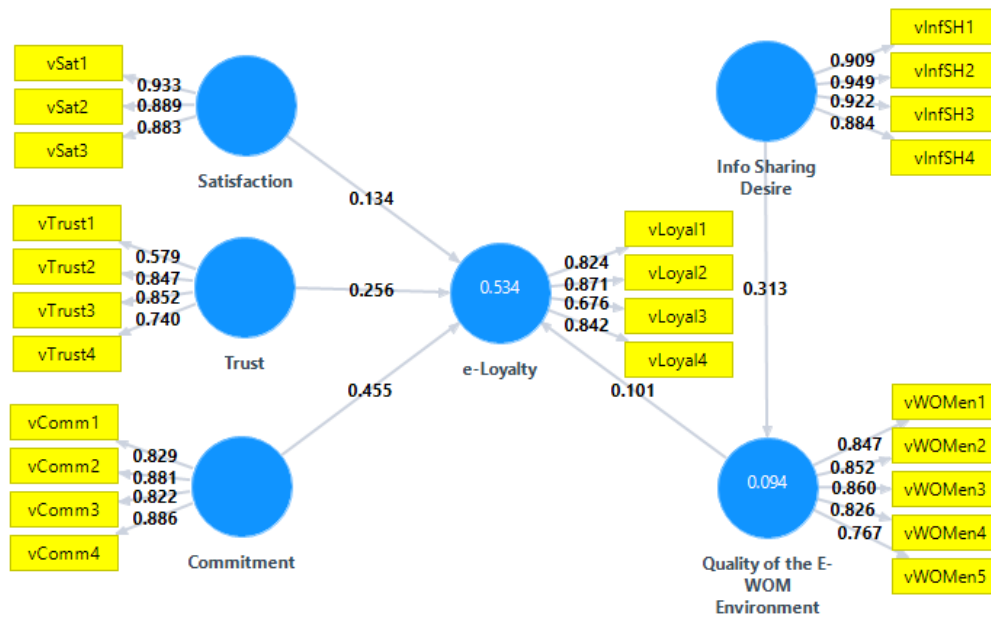 vSat1
vSat2
vSat3
0.933
0.889
0.883
Satisfaction
0.134
vTrust1
vTrust2
vTrust3
vTrust4
0.579
0.847
0.852
0.740
Trust
0.256
vComm1
vComm2
vComm3
vComm4
0.829
0.881
0.822
0.886
Commitment
0.455
0.534
e-Loyalty
0.824
0.871
0.676
0.842
vLoyal1
vLoyal2
vLoyal3
vLoyal4
0.101
Info Sharing
Desire
0.909
0.949
0.922
0.884
vInfSH1
vInfSH2
vInfSH3
vInfSH4
0.313
0.094
Quality of the E-
WOM
Environment
0.847
0.852
0.860
0.826
0.767
vWOMen1
vWOMen2
vWOMen3
vWOMen4
vWOMen5